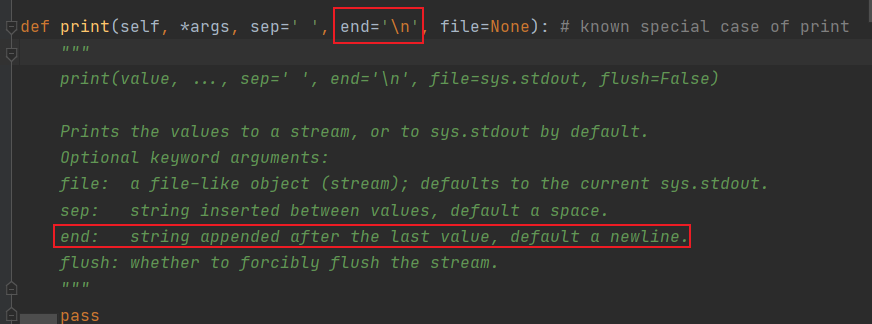 def print(self, *args, sep=' ', end='\n', file=None): # known special case of print
"""
print(value, ..., sep=' ', end='\n', file=sys.stdout, flush=False)
Prints the values to a stream, or to sys.stdout by default.
Optional keyword arguments:
file:  a file-like object (stream); defaults to the current sys.stdout.
sep:   string inserted between values, default a space.
end:   string appended after the last value, default a newline.
flush: whether to forcibly flush the stream.
"""
pass